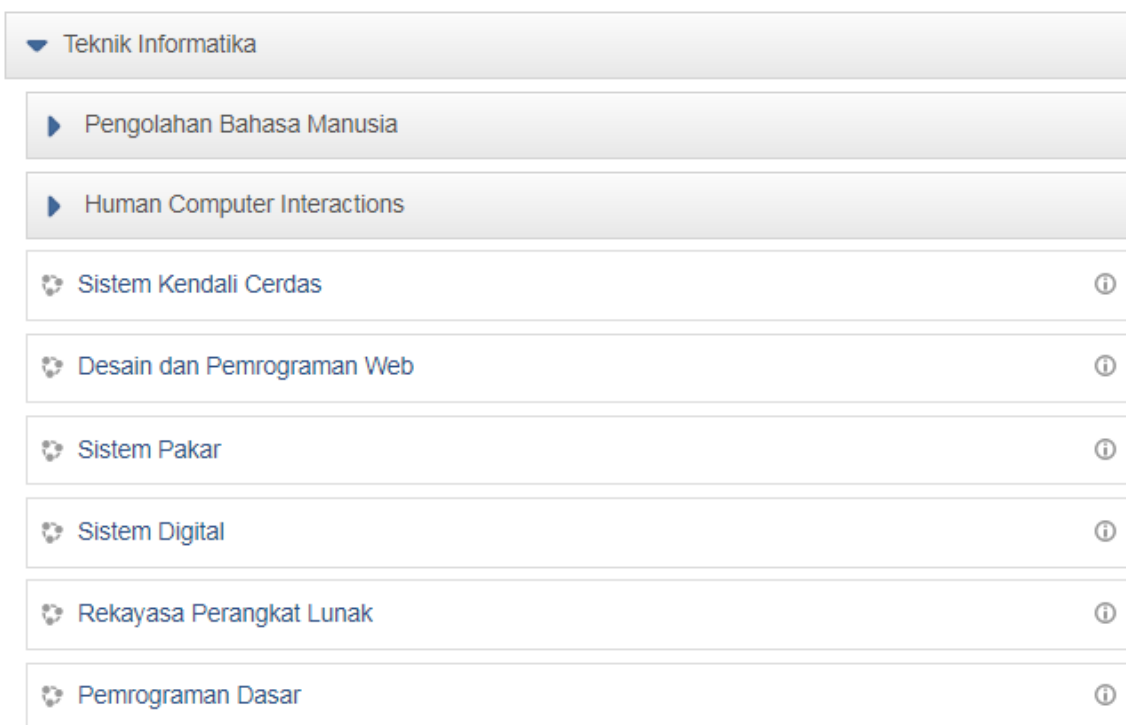 Teknik Informatika
Pengolahan Bahasa Manusia
Human Computer Interactions
Sistem Kendali Cerdas
Desain dan Pemrograman Web
Sistem Pakar
Sistem Digital
Rekayasa Perangkat Lunak
Pemrograman Dasar